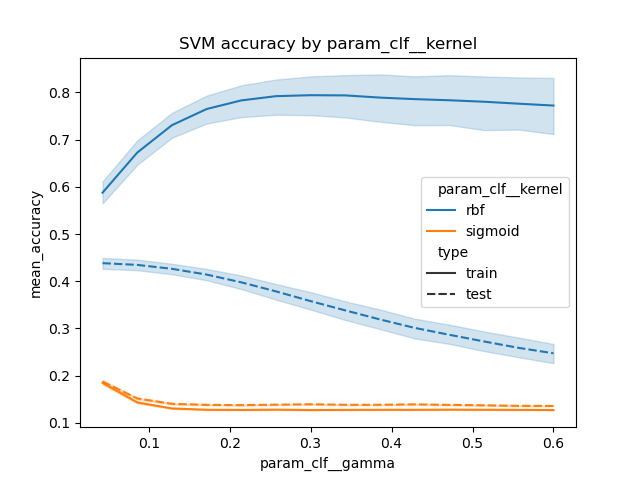 SVM accuracy by param_clf__kernel
mean_accuracy
0.8
0.7
0.6
0.5
0.4
0.3
0.2
0.1
param_clf__kernel
rbf
sigmoid
type
train
test
0.1 0.2 0.3 0.4 0.5 0.6
param_clf__gamma